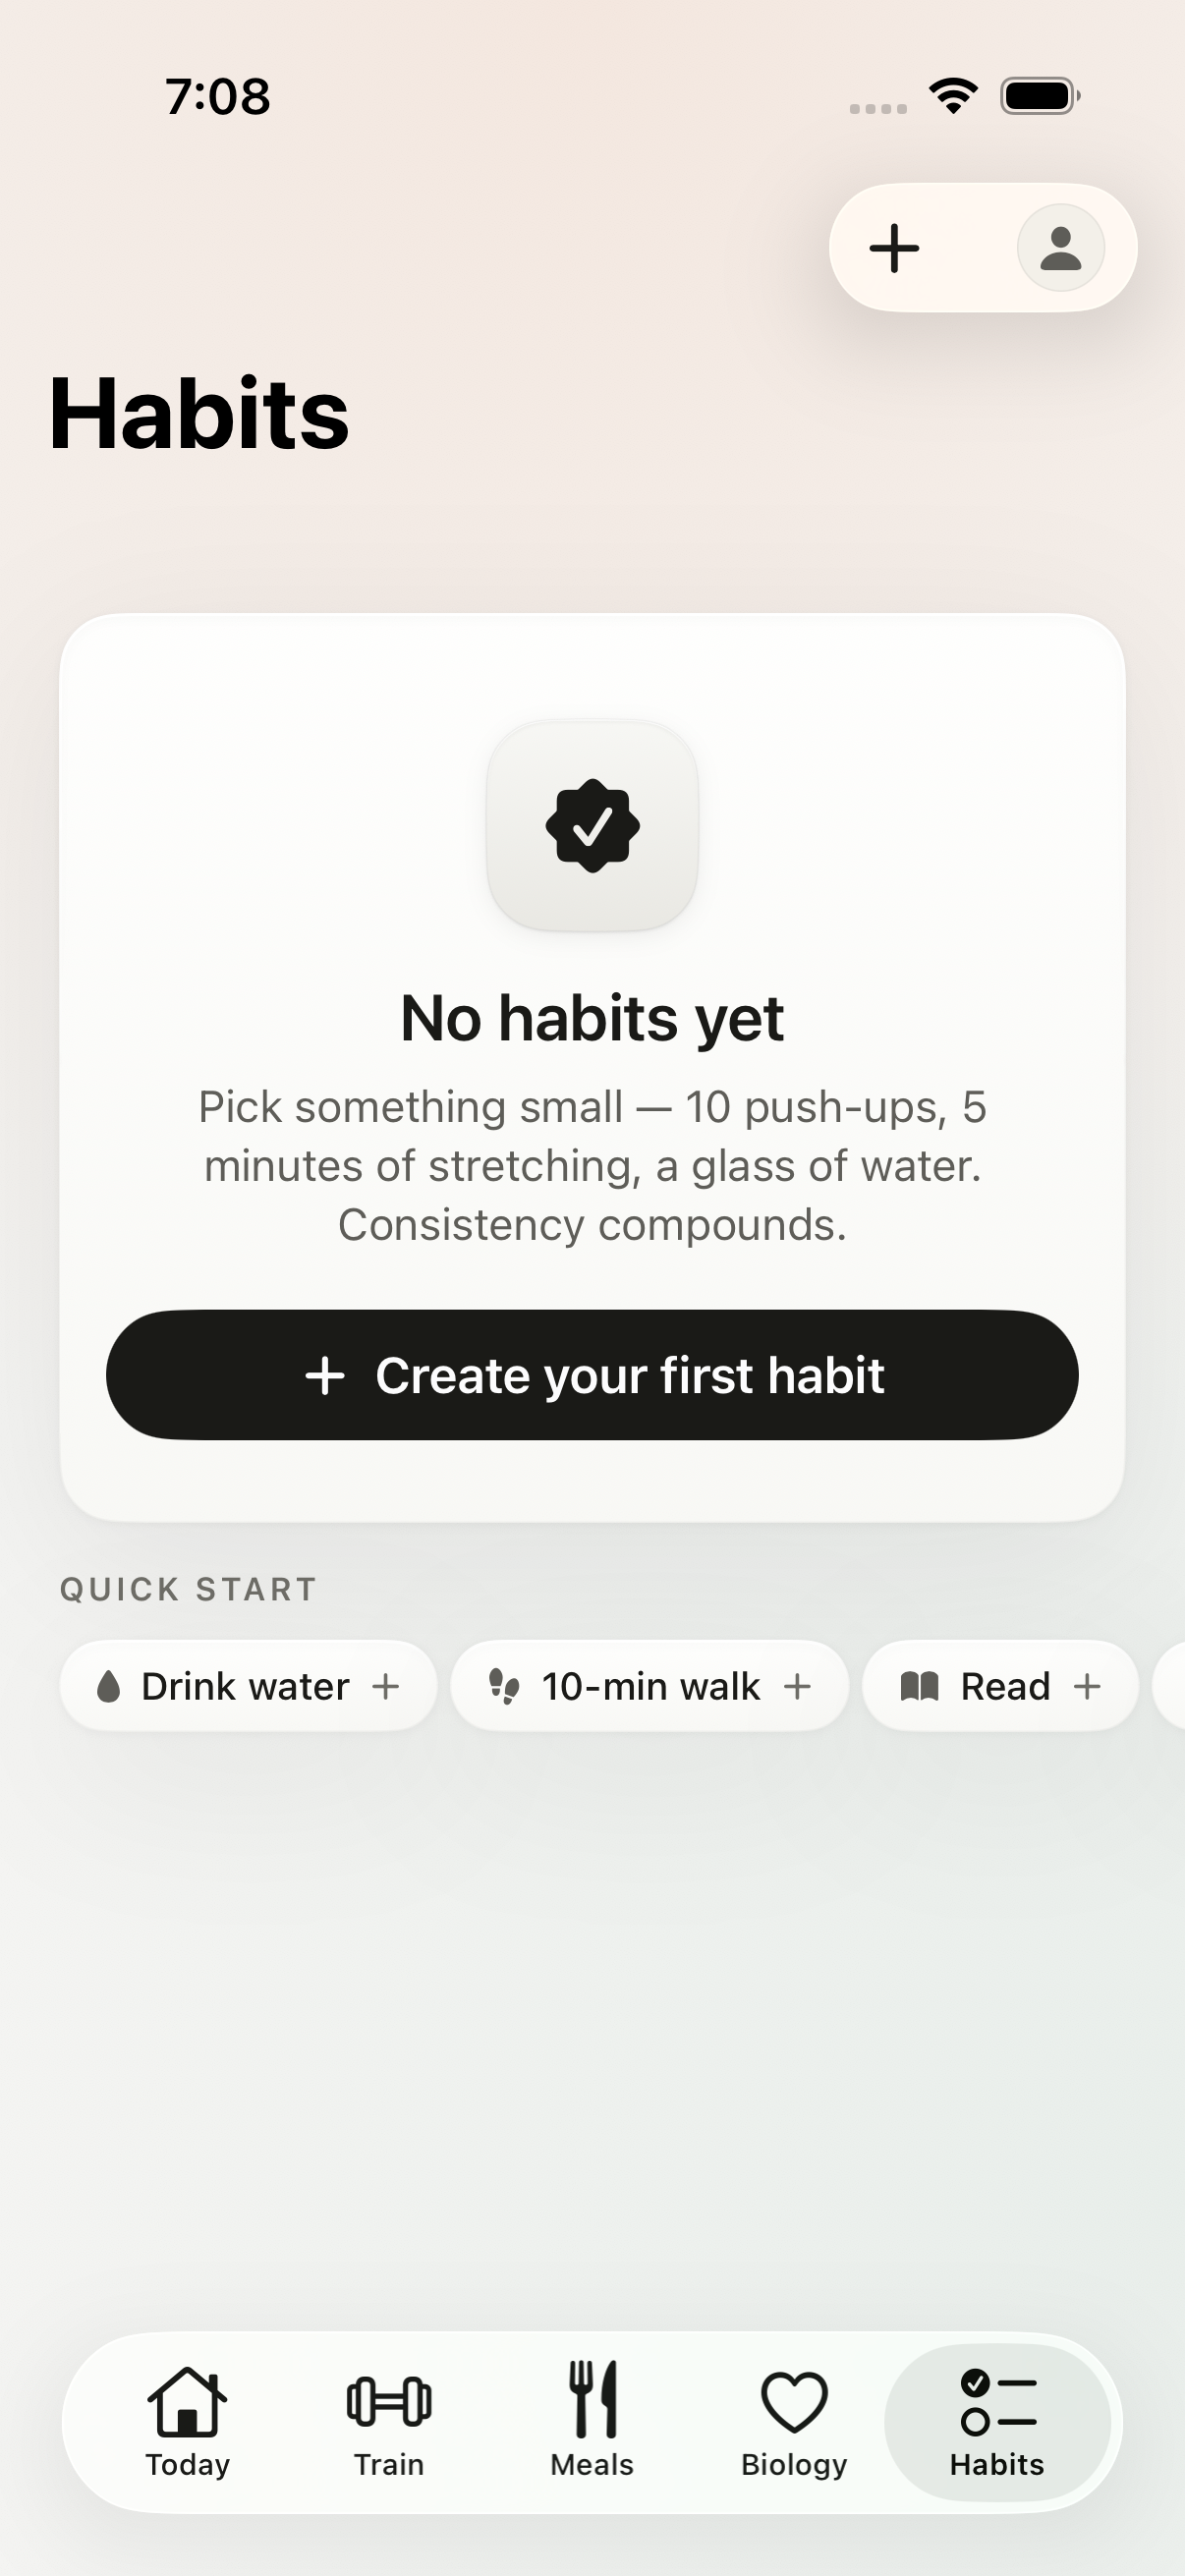 7:08
Habits
No habits yet
Pick something small — 10 push-ups, 5
minutes of stretching, a glass of water.
Consistency compounds.
Create your first habit
QUICK START
Drink water
10-min walk
Read
Today
Train
Meals
Biology
Habits